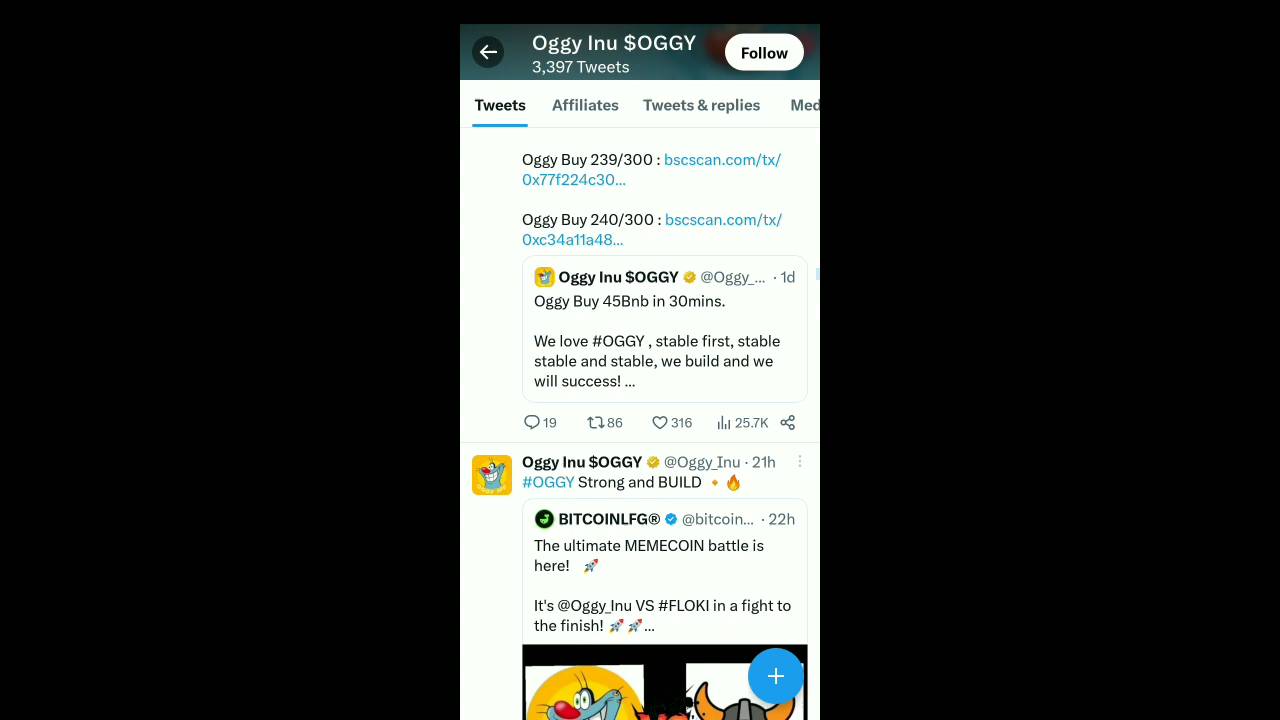 Oggy Inu $OGGY
3,397 Tweets
Follow
Tweets Affiliates Tweets & replies Med
Oggy Buy 239/300 : bscscan.com/tx/
0x77f224c30...
Oggy Buy 240/300 : bscscan.com/tx/
0xc34a11a48...
Oggy Inu $OGGY @Oggy_... · 1d
Oggy Buy 45Bnb in 30mins.
We love #OGGY , stable first, stable
stable and stable, we build and we
will success! ...
19 86 316 25.7K
Oggy Inu $OGGY @Oggy_Inu · 21h
#OGGY Strong and BUILD 🔸 🔥
BITCOINLFG® @bitcoin... · 22h
The ultimate MEMECOIN battle is
here! 🚀
It's @Oggy_Inu VS #FLOKI in a fight to
the finish! 🚀🚀...